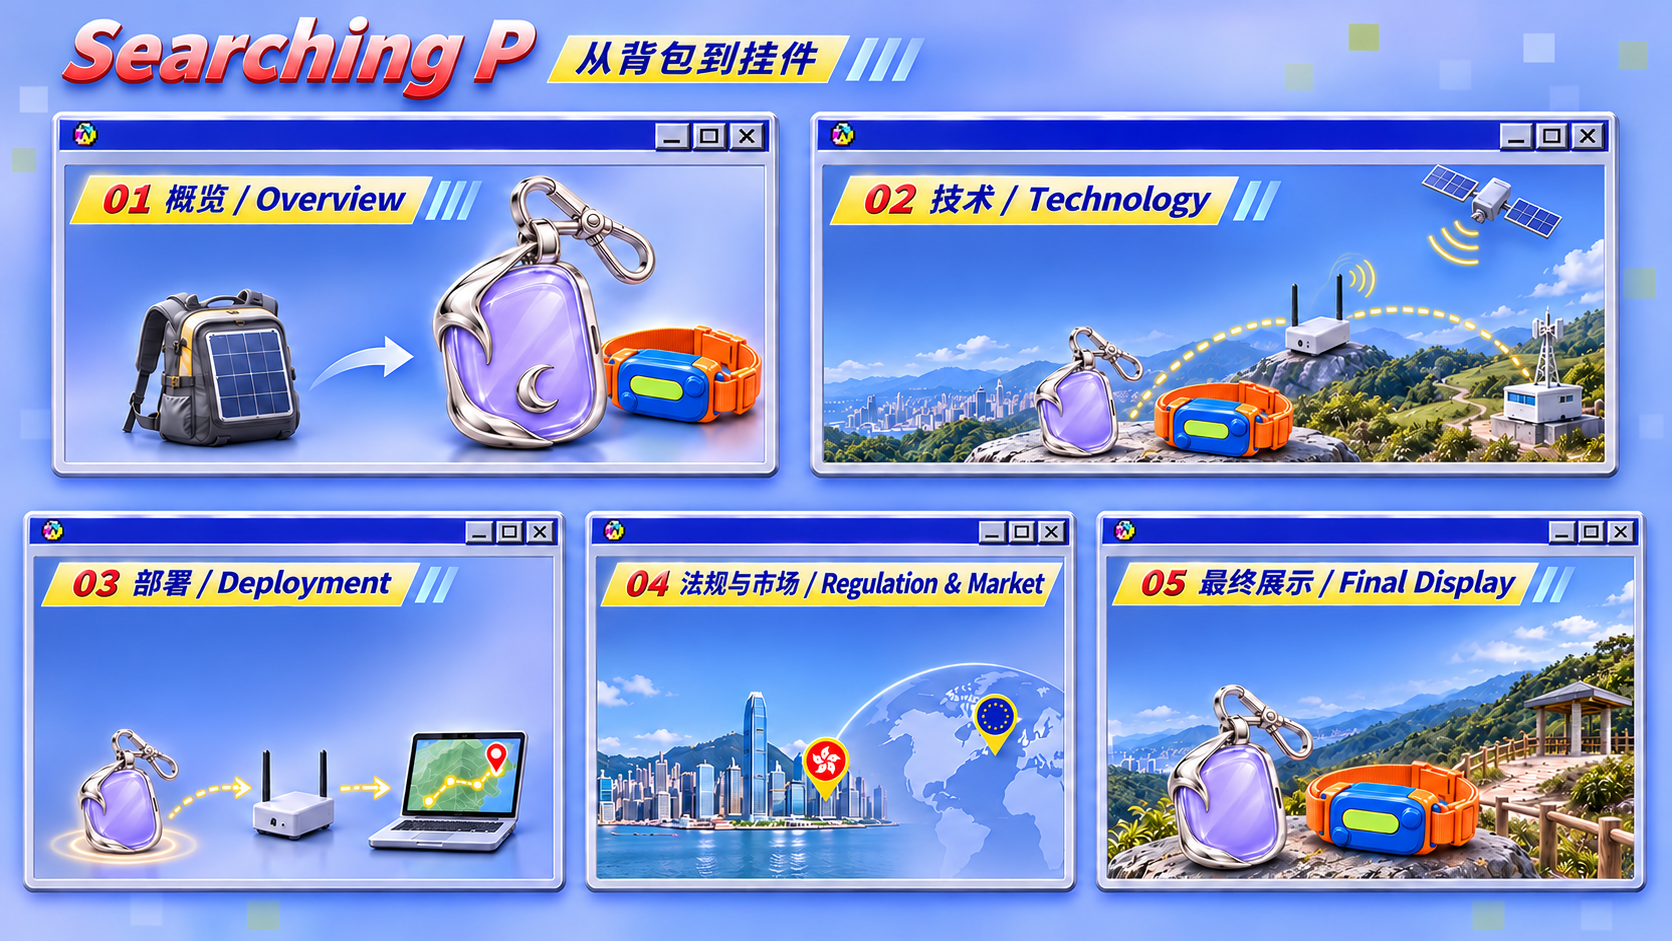 Searching P
从背包到挂件
01 概览 / Overview
02 技术 / Technology
03 部署 / Deployment
04 法规与市场 / Regulation & Market
05 最终展示 / Final Display